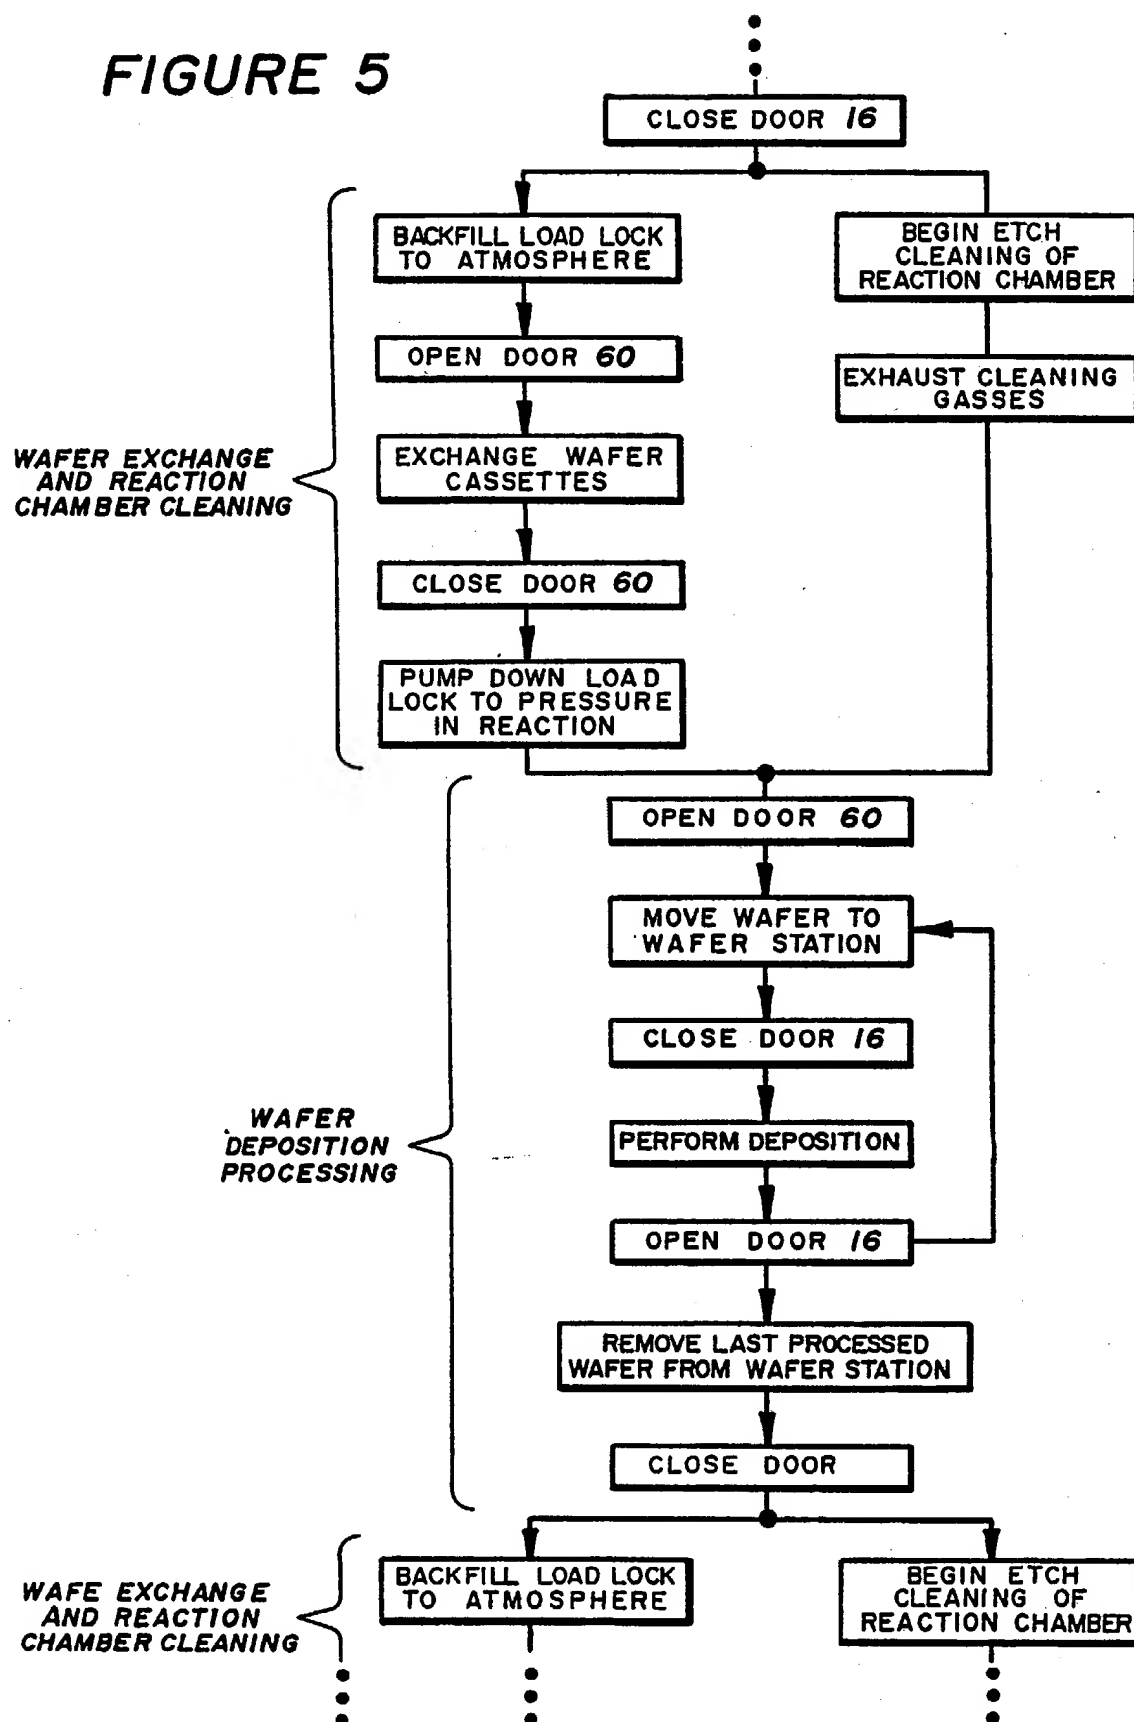 FIGURE 5
CLOSE DOOR 16
BACKFILL LOAD LOCK
TO ATMOSPHERE
OPEN DOOR 60
EXCHANGE WAFER
CASSETTES
CLOSE DOOR 60
PUMP DOWN LOAD
LOCK TO PRESSURE
IN REACTION
BEGIN ETCH
CLEANING OF
REACTION CHAMBER
EXHAUST CLEANING
GASSES
WAFER EXCHANGE
AND REACTION
CHAMBER CLEANING
OPEN DOOR 60
MOVE WAFER TO
WAFER STATION
CLOSE DOOR 16
PERFORM DEPOSITION
OPEN DOOR 16
REMOVE LAST PROCESSED
WAFER FROM WAFER STATION
CLOSE DOOR
WAFER
DEPOSITION
PROCESSING
BACKFILL LOAD LOCK
TO ATMOSPHERE
BEGIN ETCH
CLEANING OF
REACTION CHAMBER
WAFE EXCHANGE
AND REACTION
CHAMBER CLEANING